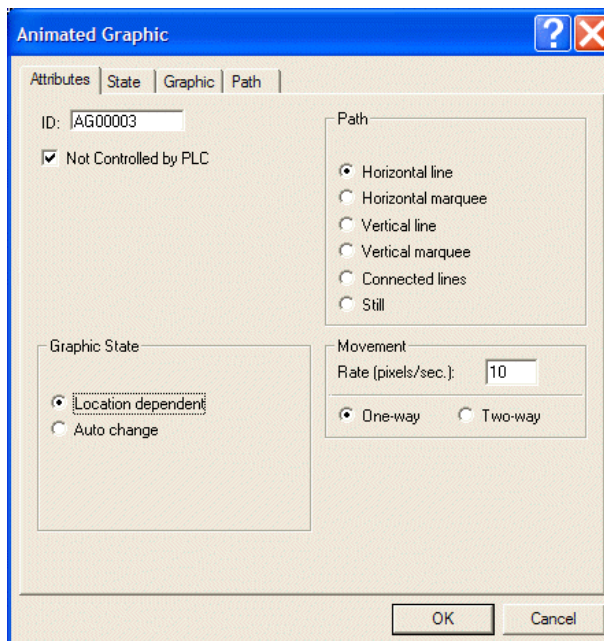 Animated Graphic
Attributes State Graphic Path
ID: AG00003
Not Controlled by PLC
Path
Horizontal line
Horizontal marquee
Vertical line
Vertical marquee
Connected lines
Still
Graphic State
Location dependent
Auto change
Movement
Rate (pixels/sec.): 10
One-way Two-way
OK Cancel